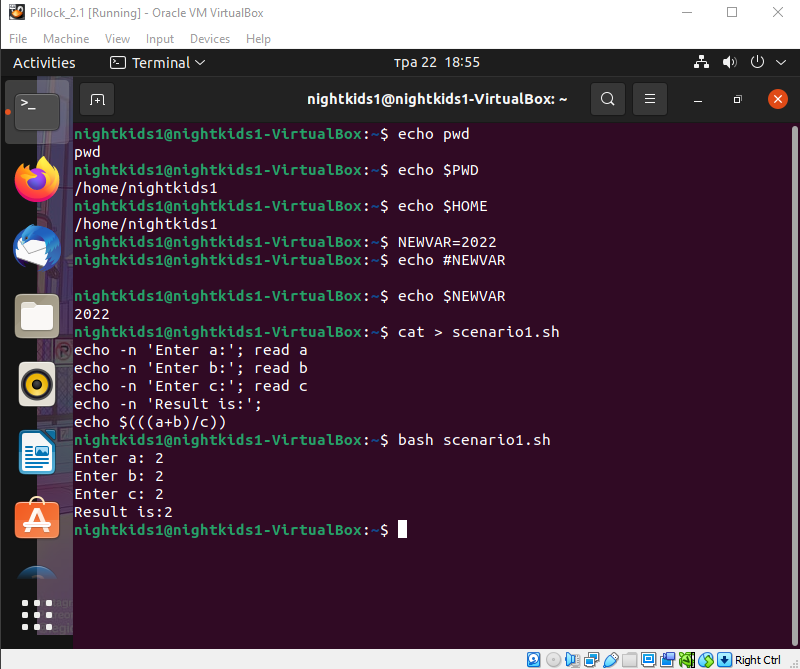 Pillock_2.1 [Running] - Oracle VM VirtualBox
File Machine View Input Devices Help
Activities Terminal тра 22 18:55
nightkids1@nightkids1-VirtualBox: ~
nightkids1@nightkids1-VirtualBox:~$ echo pwd
pwd
nightkids1@nightkids1-VirtualBox:~$ echo $PWD
/home/nightkids1
nightkids1@nightkids1-VirtualBox:~$ echo $HOME
/home/nightkids1
nightkids1@nightkids1-VirtualBox:~$ NEWVAR=2022
nightkids1@nightkids1-VirtualBox:~$ echo #NEWVAR
nightkids1@nightkids1-VirtualBox:~$ echo $NEWVAR
2022
nightkids1@nightkids1-VirtualBox:~$ cat > scenario1.sh
echo -n 'Enter a:'; read a
echo -n 'Enter b:'; read b
echo -n 'Enter c:'; read c
echo -n 'Result is:';
echo $(((a+b)/c))
nightkids1@nightkids1-VirtualBox:~$ bash scenario1.sh
Enter a: 2
Enter b: 2
Enter c: 2
Result is:2
nightkids1@nightkids1-VirtualBox:~$
Right Ctrl